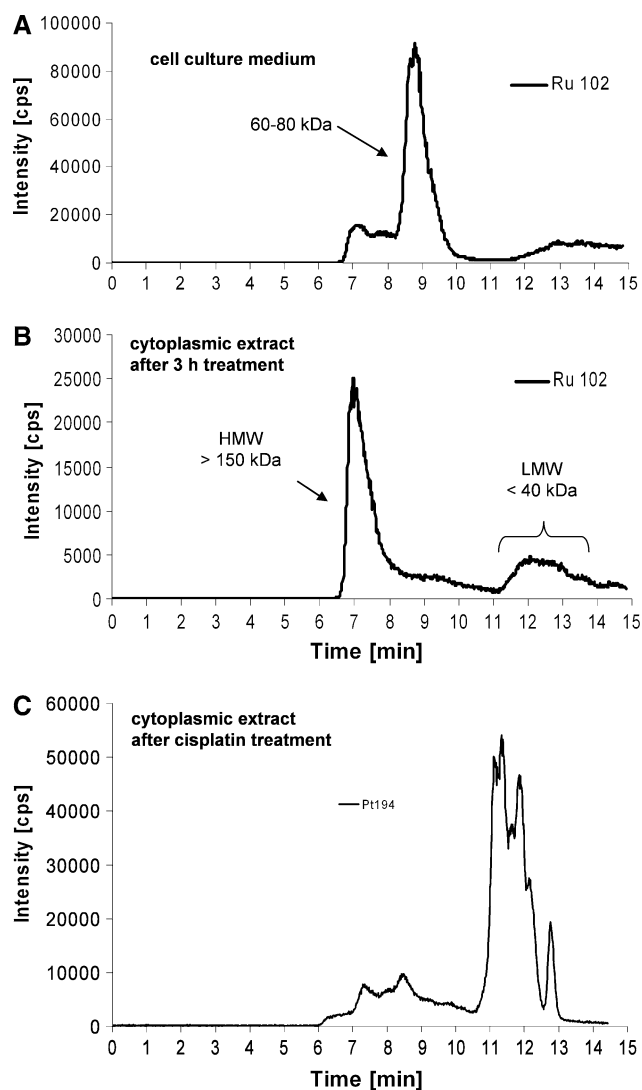 A
cell culture medium
Ru 102
60-80 kDa
Intensity [cps]
100000
80000
60000
40000
20000
0
0 1 2 3 4 5 6 7 8 9 10 11 12 13 14 15
B
cytoplasmic extract
after 3 h treatment
Ru 102
HMW
> 150 kDa
LMW
< 40 kDa
Intensity [cps]
30000
25000
20000
15000
10000
5000
0
0 1 2 3 4 5 6 7 8 9 10 11 12 13 14 15
Time [min]
C
cytoplasmic extract
after cisplatin treatment
Pt194
Intensity [cps]
60000
50000
40000
30000
20000
10000
0
0 1 2 3 4 5 6 7 8 9 10 11 12 13 14 15
Time [min]